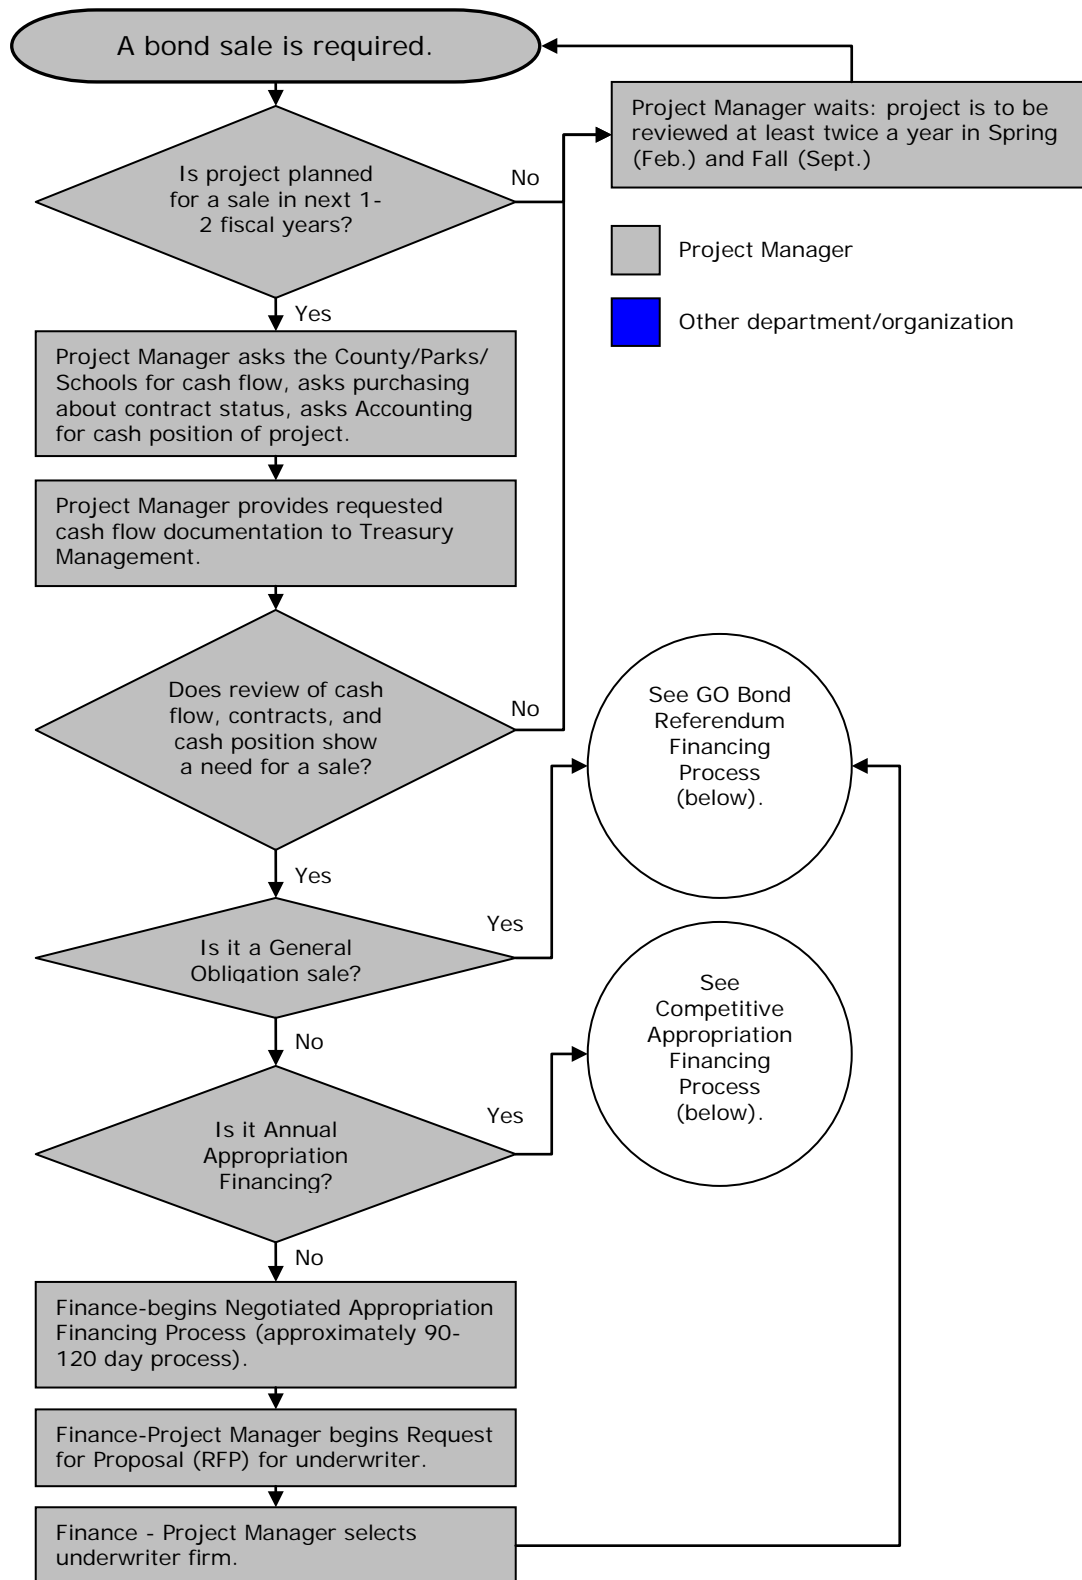 A bond sale is required.
Project Manager waits: project is to be
reviewed at least twice a year in Spring
(Feb.) and Fall (Sept.)
Is project planned
for a sale in next 1-
2 fiscal years?
No
Project Manager
Other department/organization
Yes
Project Manager asks the County/Parks/
Schools for cash flow, asks purchasing
about contract status, asks Accounting
for cash position of project.
Project Manager provides requested
cash flow documentation to Treasury
Management.
Does review of cash
flow, contracts, and
cash position show
a need for a sale?
No
See GO Bond
Referendum
Financing
Process
(below).
Yes
Is it a General
Obligation sale?
Yes
See
Competitive
Appropriation
Financing
Process
(below).
No
Is it Annual
Appropriation
Financing?
Yes
No
Finance-begins Negotiated Appropriation
Financing Process (approximately 90-
120 day process).
Finance-Project Manager begins Request
for Proposal (RFP) for underwriter.
Finance - Project Manager selects
underwriter firm.